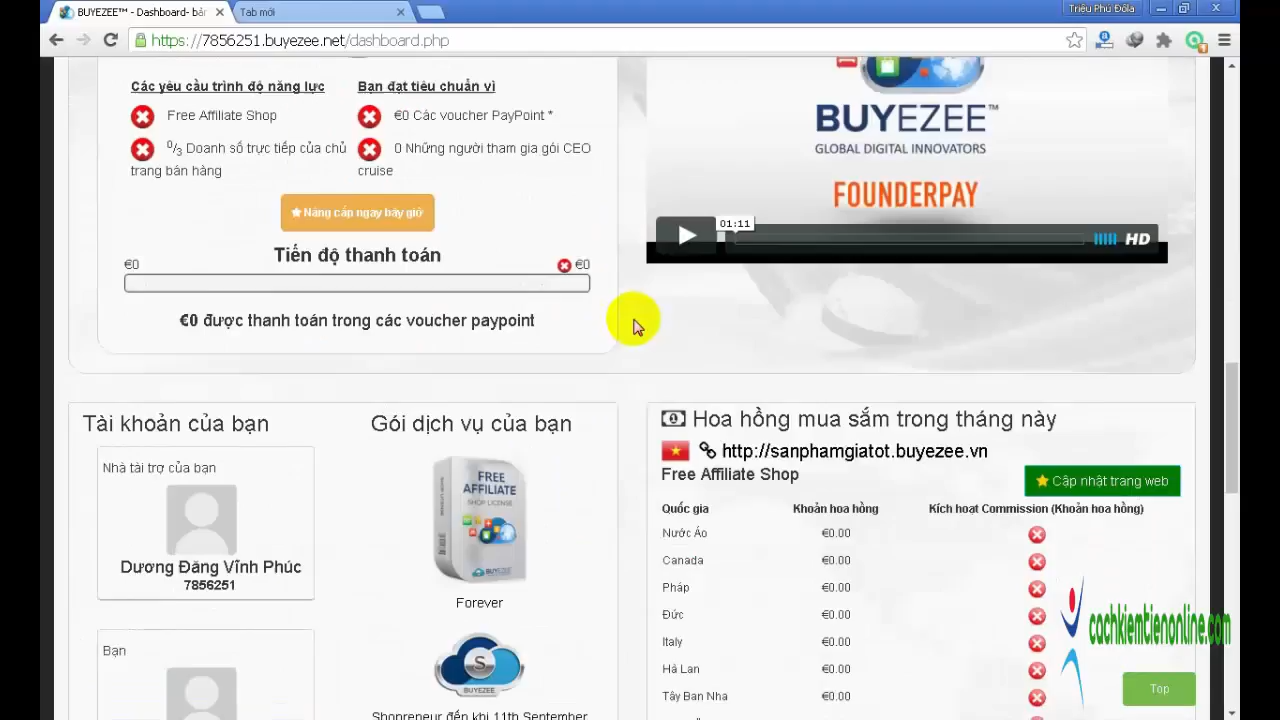 BUYEZEE™ - Dashboard- bản
Tab mới
Triệu Phú Đôla
https://7856251.buyezee.net/dashboard.php
Các yêu cầu trình độ năng lực
Bạn đạt tiêu chuẩn vì
Free Affiliate Shop
€0 Các voucher PayPoint *
0/3 Doanh số trực tiếp của chủ
trang bán hàng
0 Những người tham gia gói CEO
cruise
Nâng cấp ngay bây giờ
Tiến độ thanh toán
€0
€0
€0 được thanh toán trong các voucher paypoint
BUYEZEE™
GLOBAL DIGITAL INNOVATORS
FOUNDERPAY
01:11
HD
Tài khoản của bạn
Nhà tài trợ của bạn
Dương Đăng Vĩnh Phúc
7856251
Bạn
Gói dịch vụ của bạn
FREE
AFFILIATE
SHOP LICENSE
BUYEZEE
Forever
S
BUYEZEE
Shopreneur đến khi 11th September
Hoa hồng mua sắm trong tháng này
http://sanphamgiatot.buyezee.vn
Free Affiliate Shop
Cập nhật trang web
Quốc gia Khoản hoa hồng Kích hoạt Commission (Khoản hoa hồng)
Nước Áo €0.00
Canada €0.00
Pháp €0.00
Đức €0.00
Italy €0.00
Hà Lan €0.00
Tây Ban Nha €0.00
cachkiemtienonline.com
Top